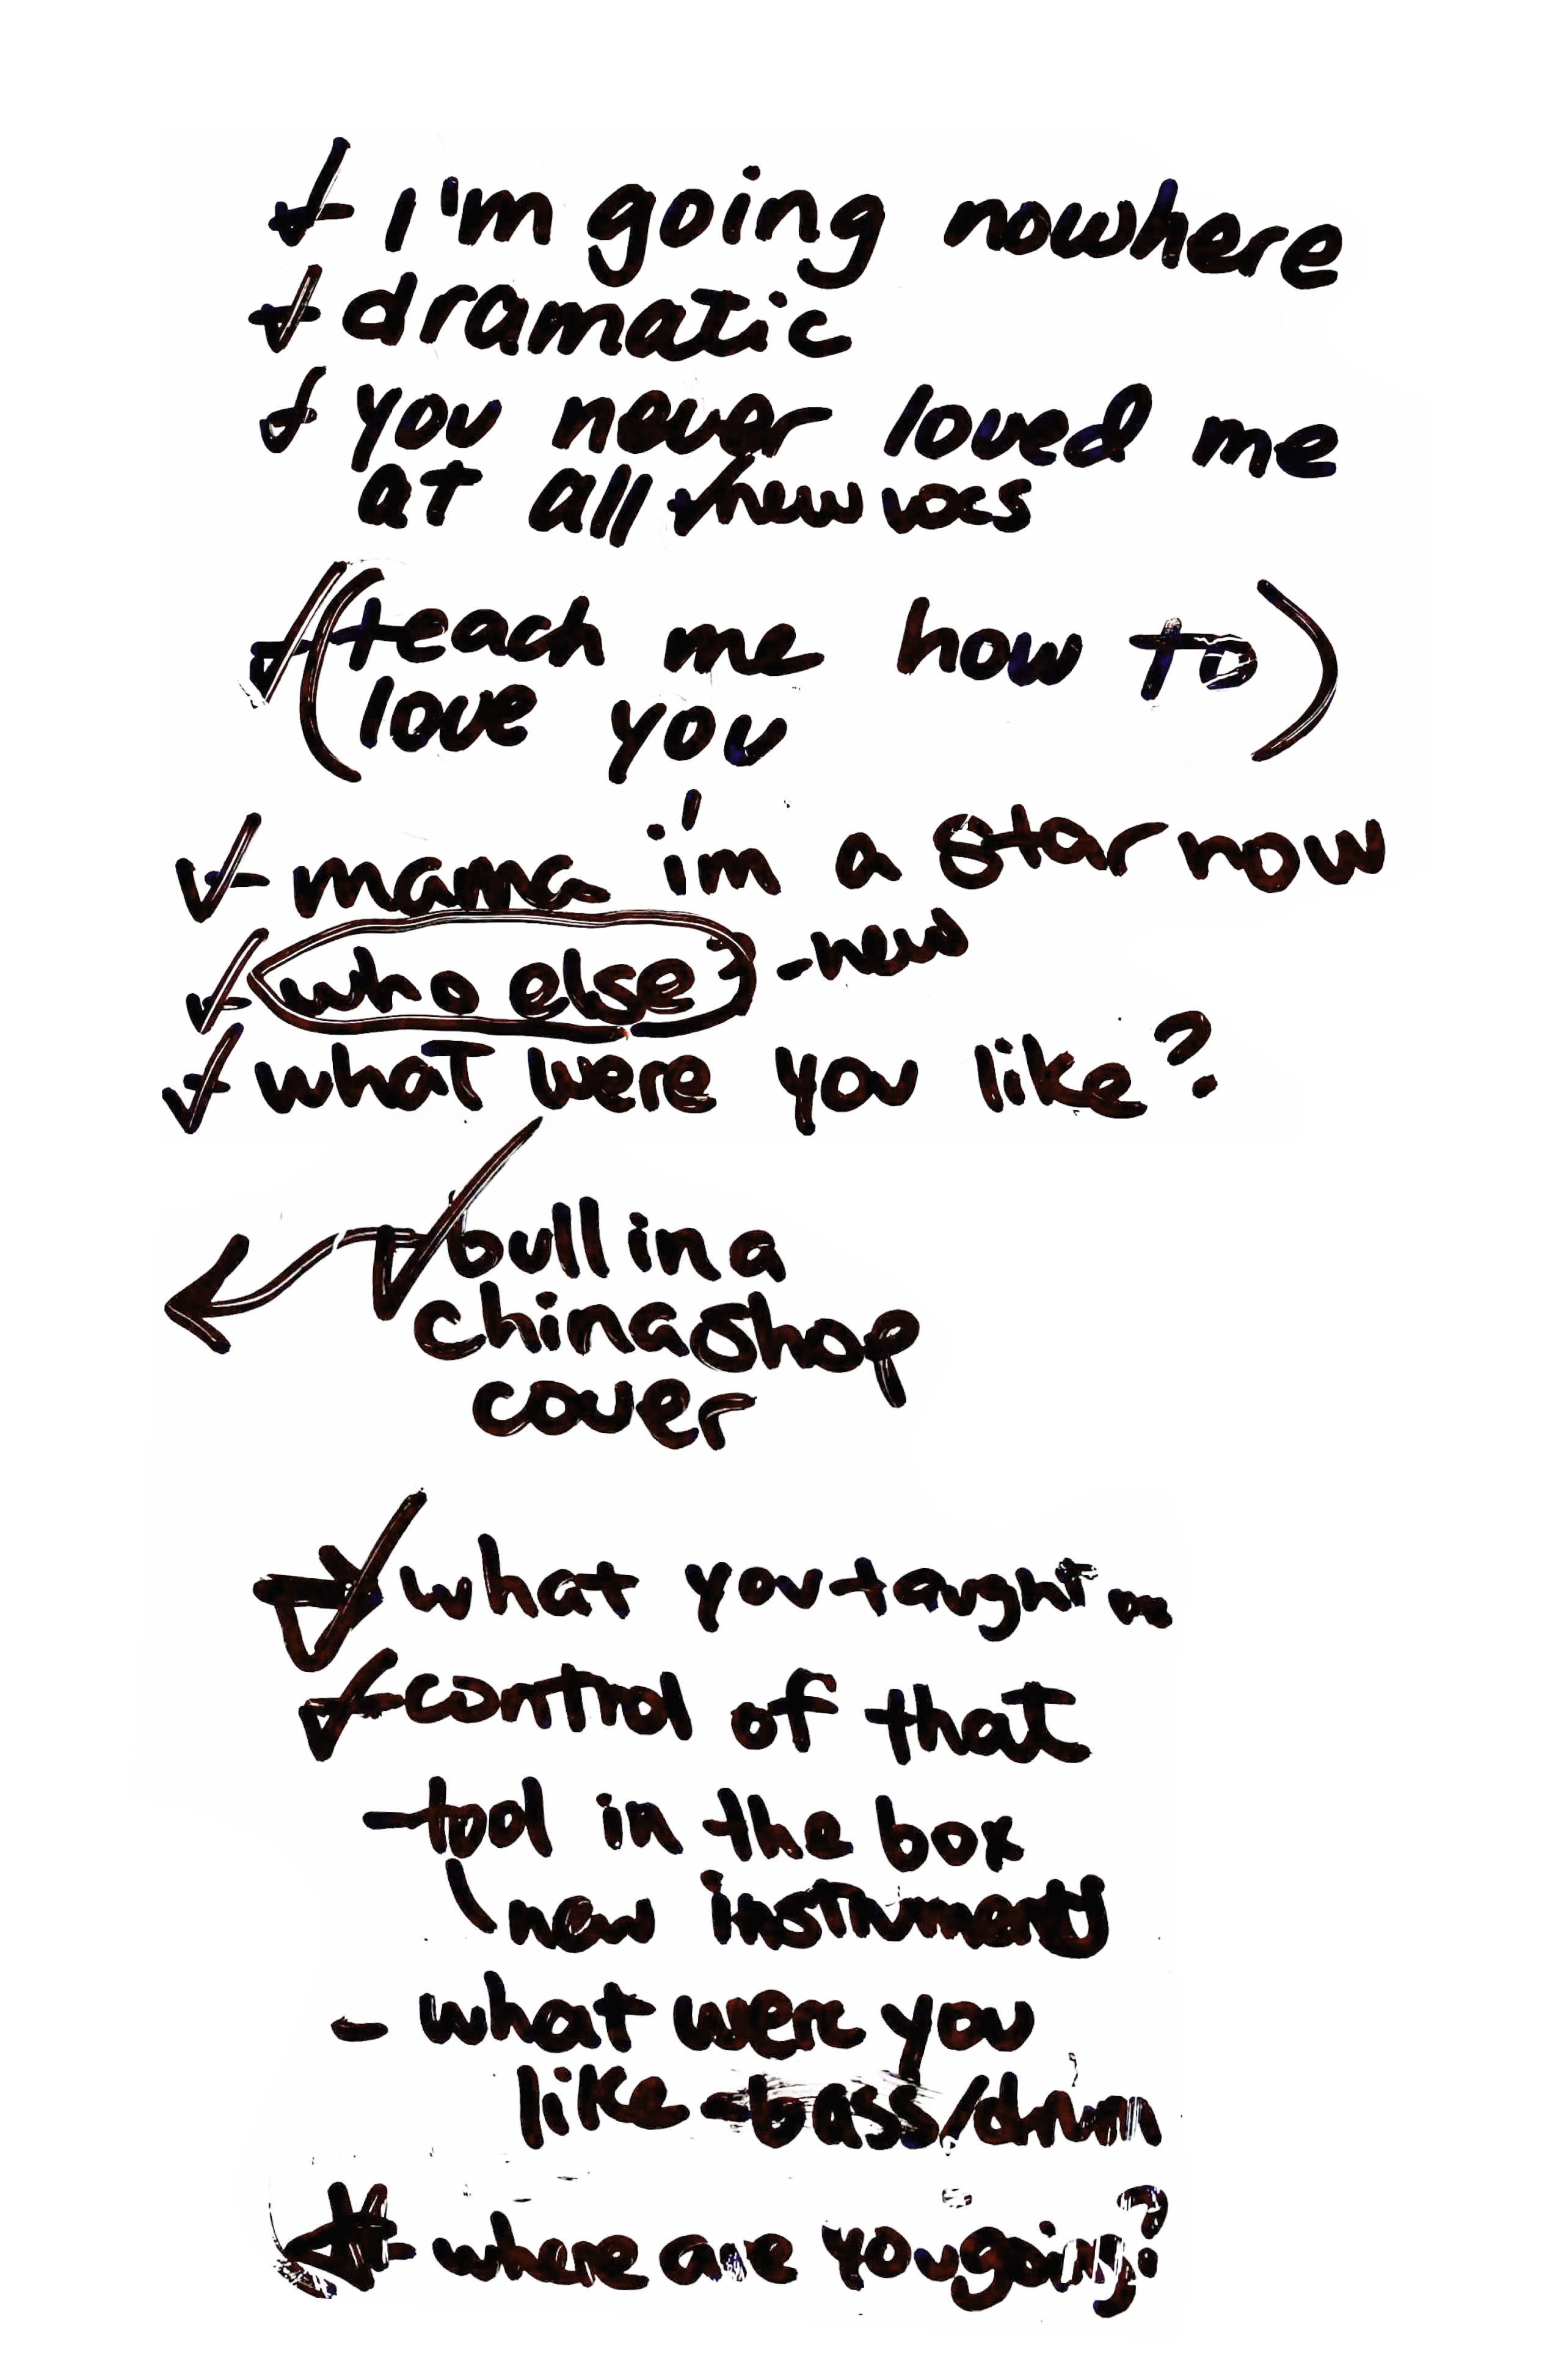 - I'm going nowhere
- dramatic
- you never loved me
at all - new vocs
- (teach me how to
love you)
- mama i'm a star now
- who else? - new
- what were you like?
bull in a
china shop
cover
- what you taught me
- control of that
- tool in the box
\ new instruments
- what were you
like - bass/drum
- where are you going?